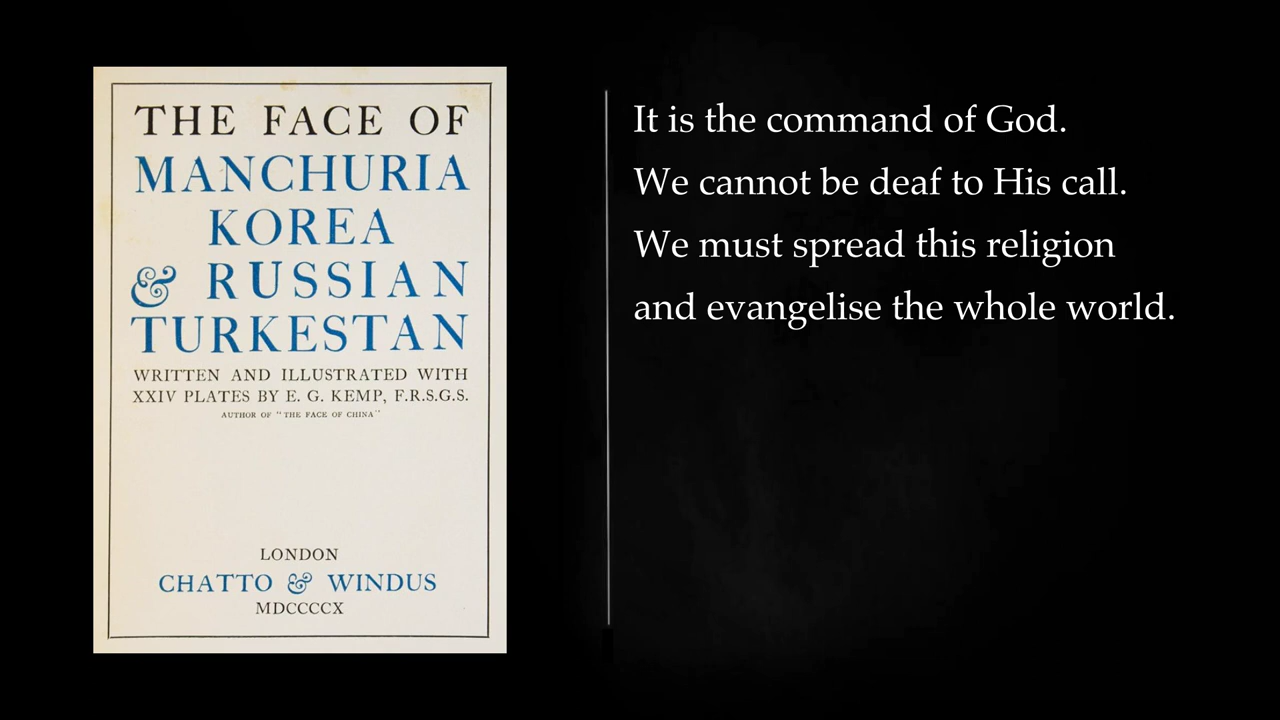 THE FACE OF
MANCHURIA
KOREA
& RUSSIAN
TURKESTAN
WRITTEN AND ILLUSTRATED WITH
XXIV PLATES BY E. G. KEMP, F.R.S.G.S.
AUTHOR OF "THE FACE OF CHINA"
LONDON
CHATTO & WINDUS
MDCCCCX
It is the command of God.
We cannot be deaf to His call.
We must spread this religion
and evangelise the whole world.